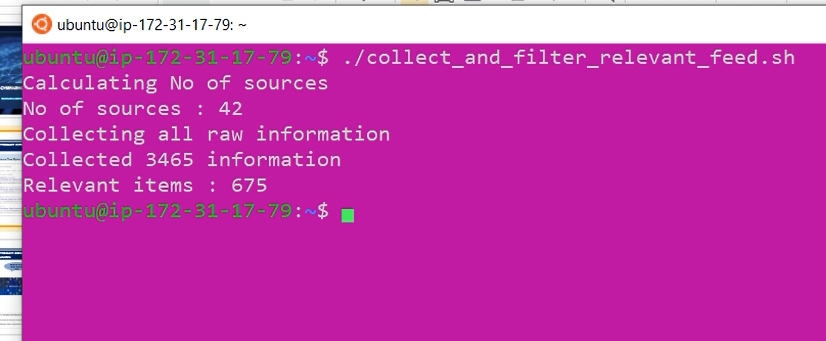 ubuntu@ip-172-31-17-79: ~
ubuntu@ip-172-31-17-79:~$ ./collect_and_filter_relevant_feed.sh
Calculating No of sources
No of sources : 42
Collecting all raw information
Collected 3465 information
Relevant items : 675
ubuntu@ip-172-31-17-79:~$